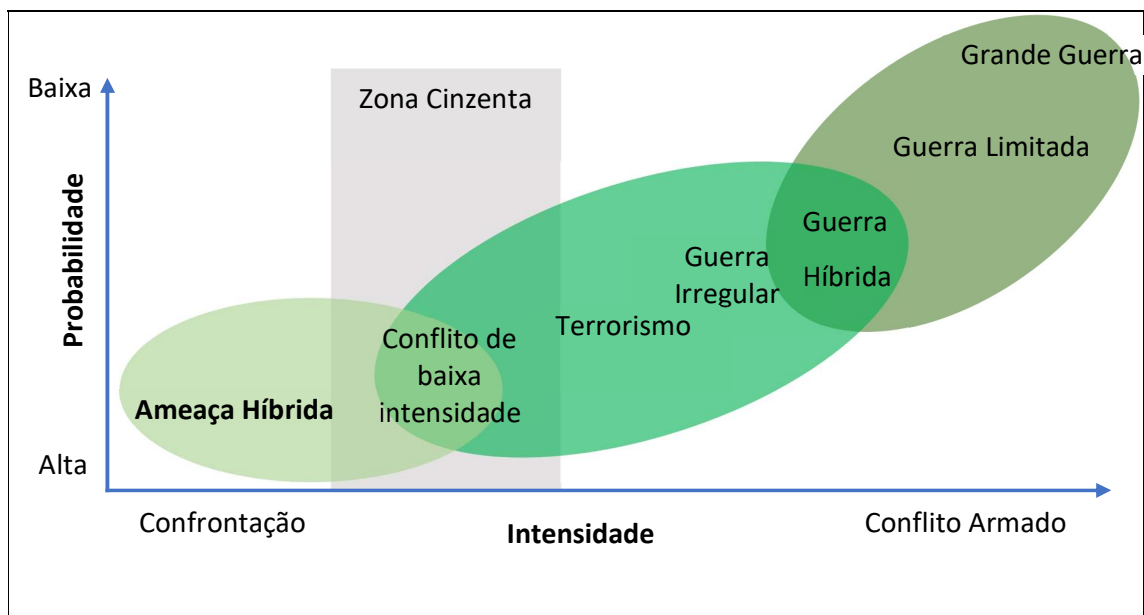 Grande Guerra
Baixa
Zona Cinzenta
Guerra Limitada
Probabilidade
Guerra
Híbrida
Guerra
Irregular
Terrorismo
Conflito de
baixa
intensidade
Ameaça Híbrida
Alta
Confrontação
Intensidade
Conflito Armado